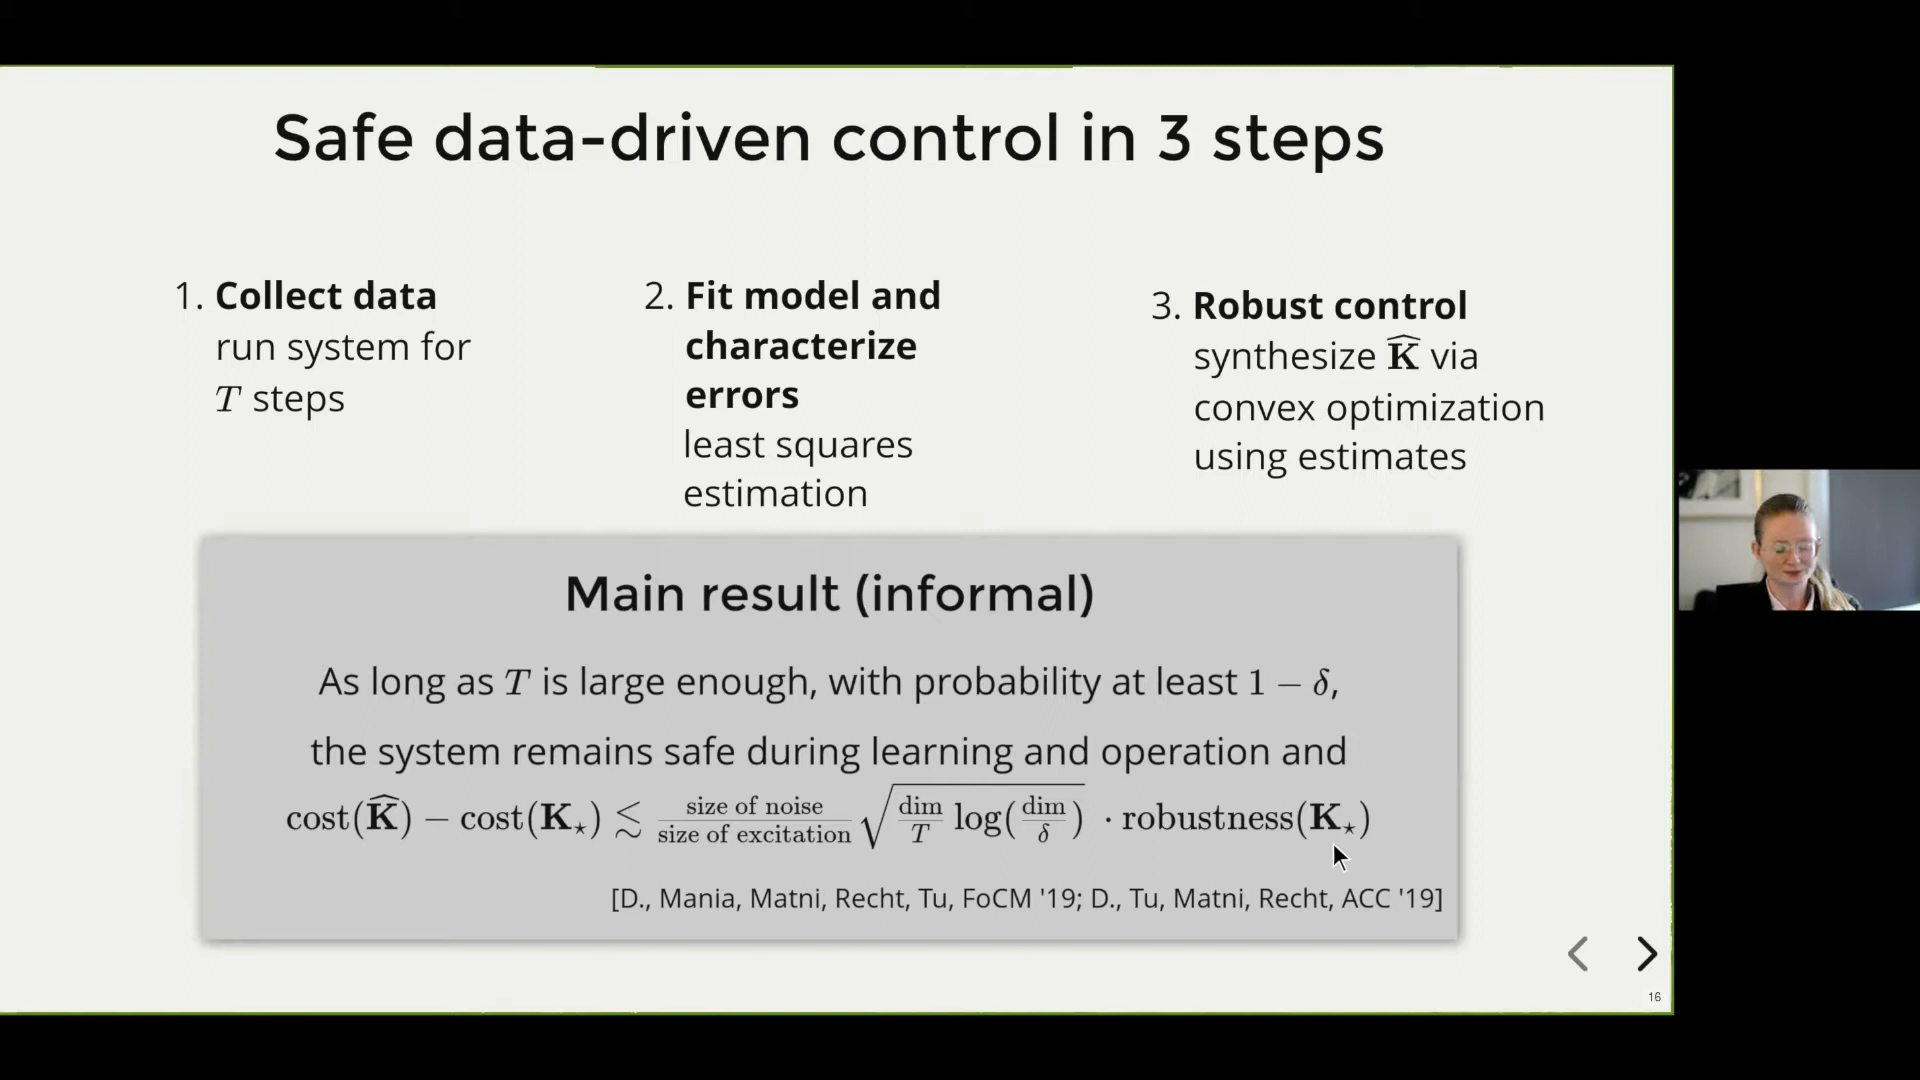 Safe data-driven control in 3 steps
1. Collect data
run system for
T steps
2. Fit model and
characterize
errors
least squares
estimation
3. Robust control
synthesize K̂ via
convex optimization
using estimates
Main result (informal)
As long as T is large enough, with probability at least 1 − δ,
the system remains safe during learning and operation and
cost(K̂) − cost(K⋆) ≲ size of noise / size of excitation √(dim/T log(dim/δ)) · robustness(K⋆)
[D., Mania, Matni, Recht, Tu, FoCM '19; D., Tu, Matni, Recht, ACC '19]
16